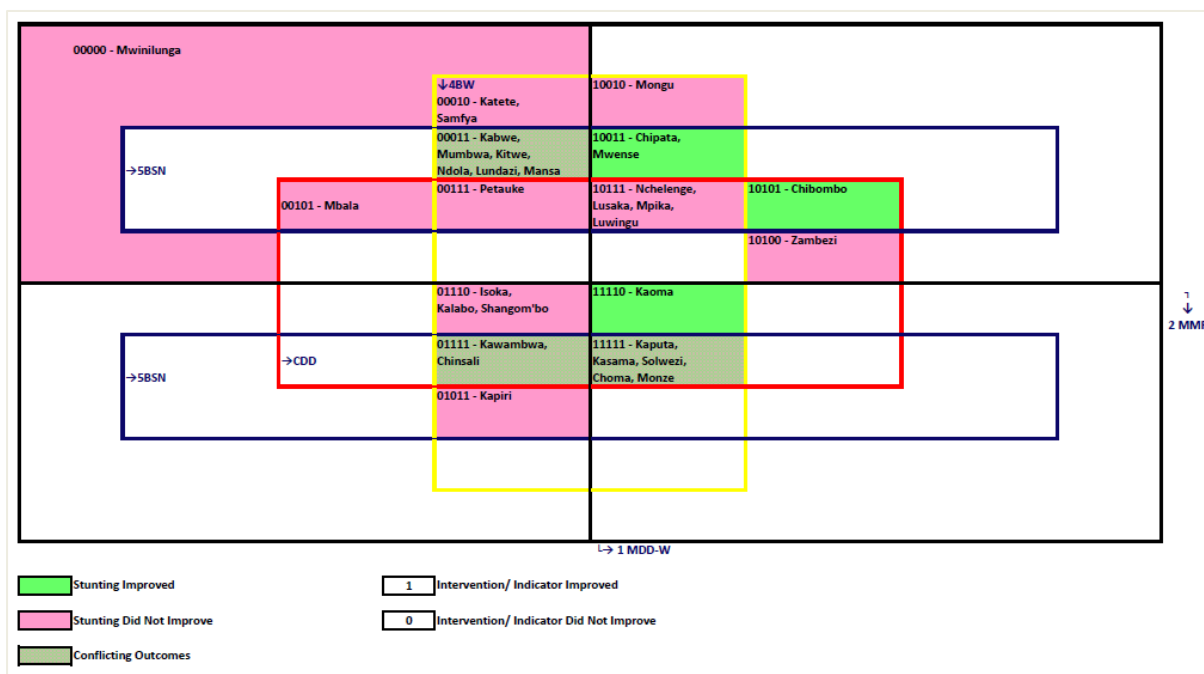 00000 - Mwinilunga
↓4BW
00010 - Katete,
Samfya
10010 - Mongu
→5BSN
00011 - Kabwe,
Mumbwa, Kitwe,
Ndola, Lundazi, Mansa
10011 - Chipata,
Mwense
00101 - Mbala
00111 - Petauke
10111 - Nchelenge,
Lusaka, Mpika,
Luwingu
10101 - Chibombo
10100 - Zambezi
01110 - Isoka,
Kalabo, Shangom'bo
11110 - Kaoma
┐
↓
2 MMF
→5BSN
→CDD
01111 - Kawambwa,
Chinsali
11111 - Kaputa,
Kasama, Solwezi,
Choma, Monze
01011 - Kapiri
└→ 1 MDD-W
Stunting Improved
1 Intervention/ Indicator Improved
Stunting Did Not Improve
0 Intervention/ Indicator Did Not Improve
Conflicting Outcomes